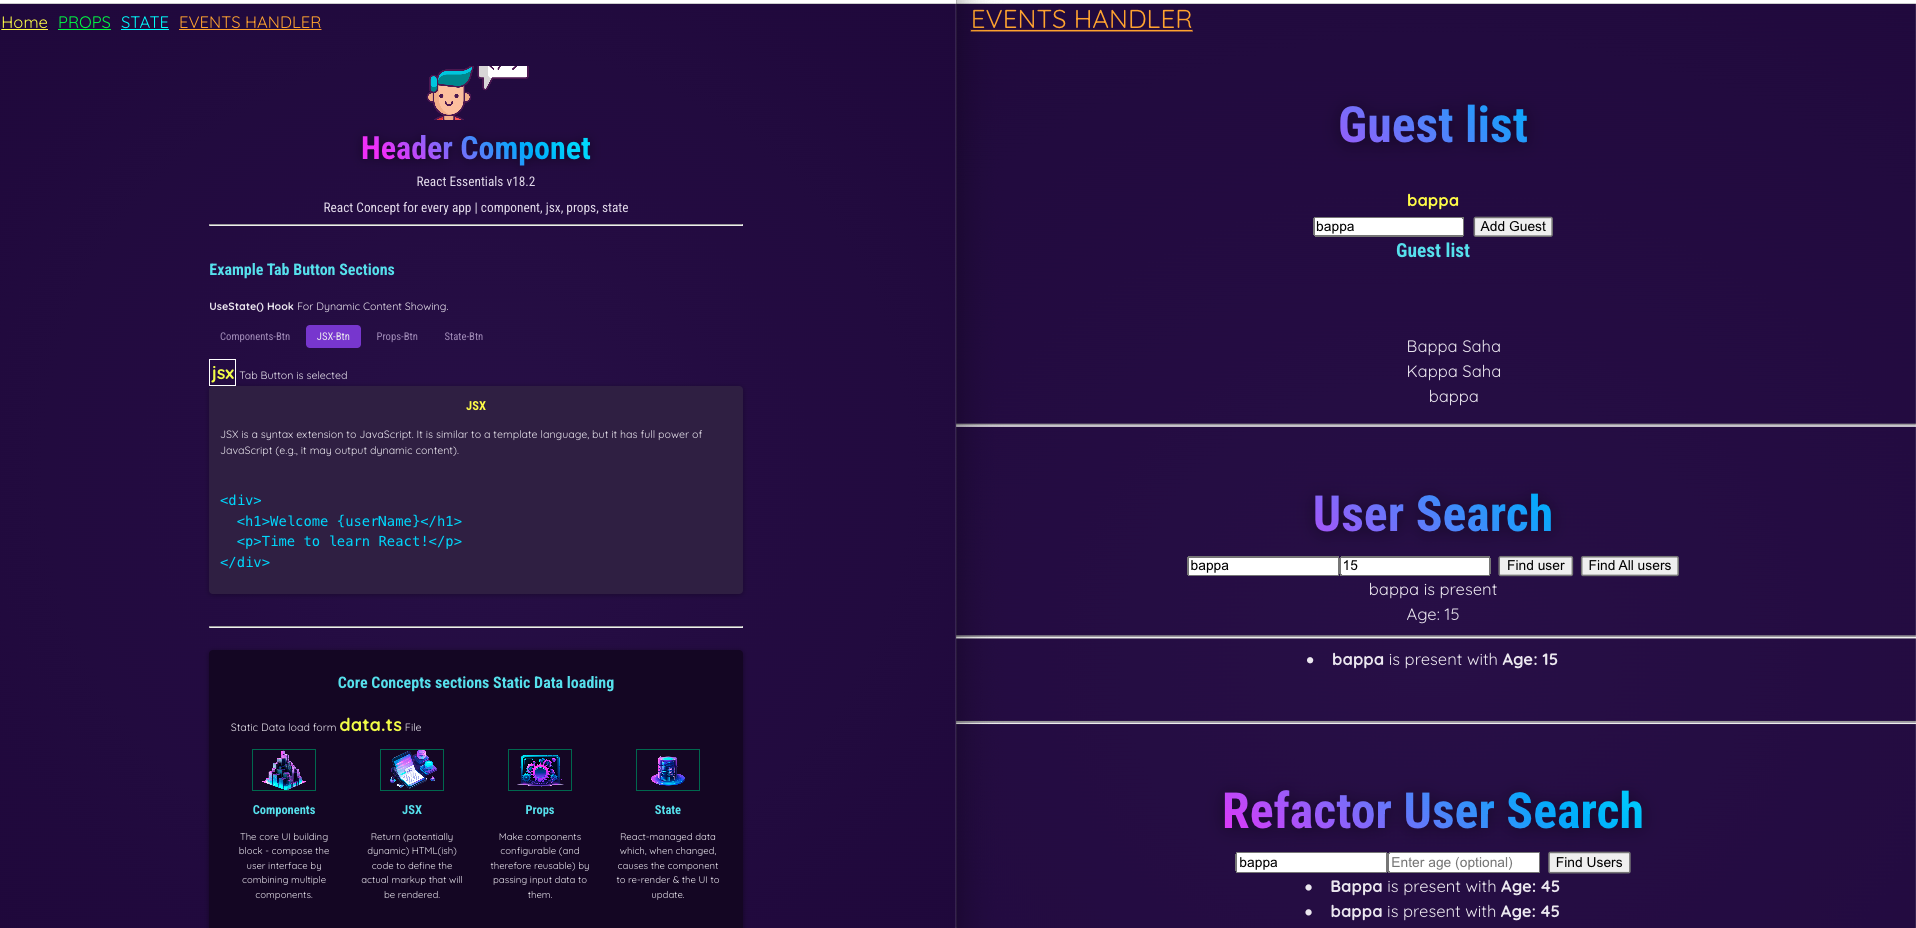 Home PROPS STATE EVENTS HANDLER
Header Componet
React Essentials v18.2
React Concept for every app | component, jsx, props, state
Example Tab Button Sections
UseState() Hook For Dynamic Content Showing.
Components-Btn JSX-Btn Props-Btn State-Btn
jsx Tab Button is selected
JSX
JSX is a syntax extension to JavaScript. It is similar to a template language, but it has full power of
JavaScript (e.g., it may output dynamic content).
<div>
  <h1>Welcome {userName}</h1>
  <p>Time to learn React!</p>
</div>
Core Concepts sections Static Data loading
Static Data load form data.ts File
Components
The core UI building
block - compose the
user interface by
combining multiple
components.
JSX
Return (potentially
dynamic) HTML(ish)
code to define the
actual markup that will
be rendered.
Props
Make components
configurable (and
therefore reusable) by
passing input data to
them.
State
React-managed data
which, when changed,
causes the component
to re-render & the UI to
update.
EVENTS HANDLER
Guest list
bappa
bappa Add Guest
Guest list
Bappa Saha
Kappa Saha
bappa
User Search
bappa 15 Find user Find All users
bappa is present
Age: 15
• bappa is present with Age: 15
Refactor User Search
bappa Enter age (optional) Find Users
• Bappa is present with Age: 45
• bappa is present with Age: 45